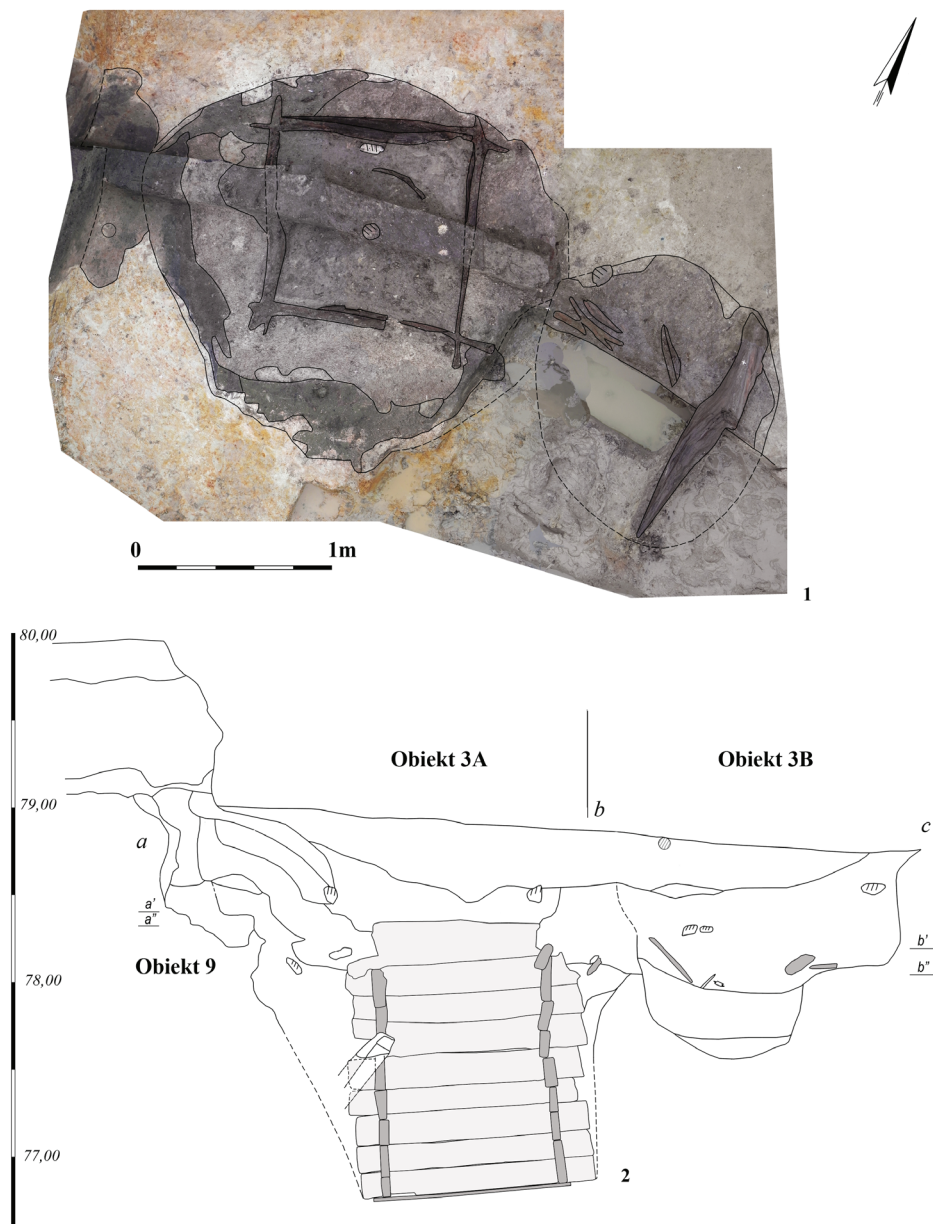 0 1m
1
80,00
Obiekt 3A Obiekt 3B
79,00
b
c
a
a'
a"
b'
b"
Obiekt 9
78,00
77,00
2